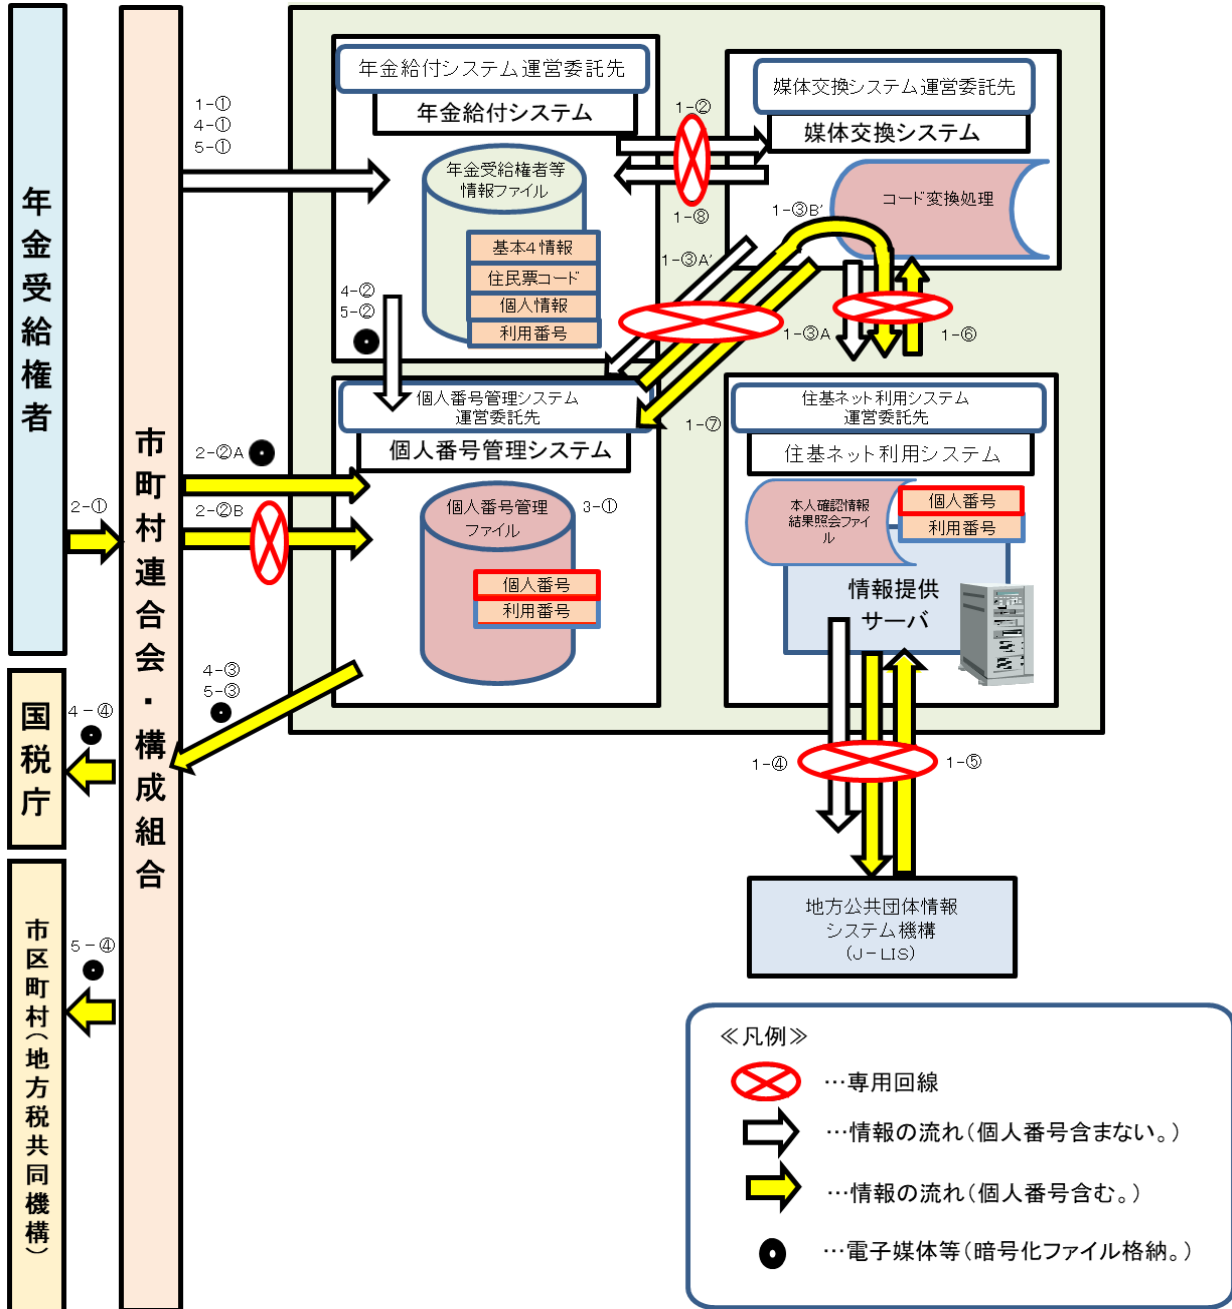 年金受給権者
国税庁
市区町村(地方税共同機構)
市町村連合会・構成組合
2-①
4-④
5-④
1-①
4-①
5-①
年金給付システム運営委託先
年金給付システム
年金受給権者等
情報ファイル
基本4情報
住民票コード
個人情報
利用番号
4-②
5-②
1-②
1-⑧
媒体交換システム運営委託先
媒体交換システム
コード変換処理
1-③B'
1-③A'
1-③A
1-⑥
1-⑦
個人番号管理システム
運営委託先
個人番号管理システム
2-②A
2-②B
個人番号管理
ファイル
3-①
個人番号
利用番号
4-③
5-③
住基ネット利用システム
運営委託先
住基ネット利用システム
本人確認情報
結果照会ファイ
ル
個人番号
利用番号
情報提供
サーバ
1-④
1-⑤
地方公共団体情報
システム機構
(J-LIS)
≪凡例≫
…専用回線
…情報の流れ(個人番号含まない。)
…情報の流れ(個人番号含む。)
…電子媒体等(暗号化ファイル格納。)